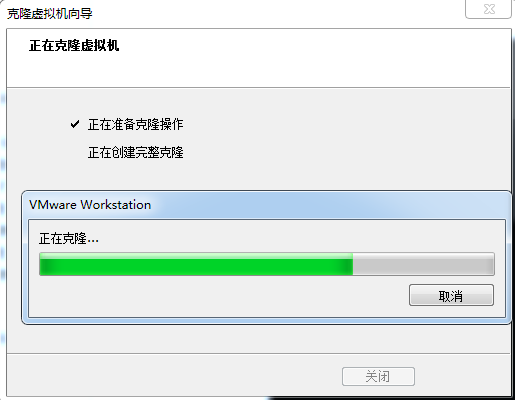 克隆虚拟机向导
正在克隆虚拟机
正在准备克隆操作
正在创建完整克隆
VMware Workstation
正在克隆...
取消
关闭